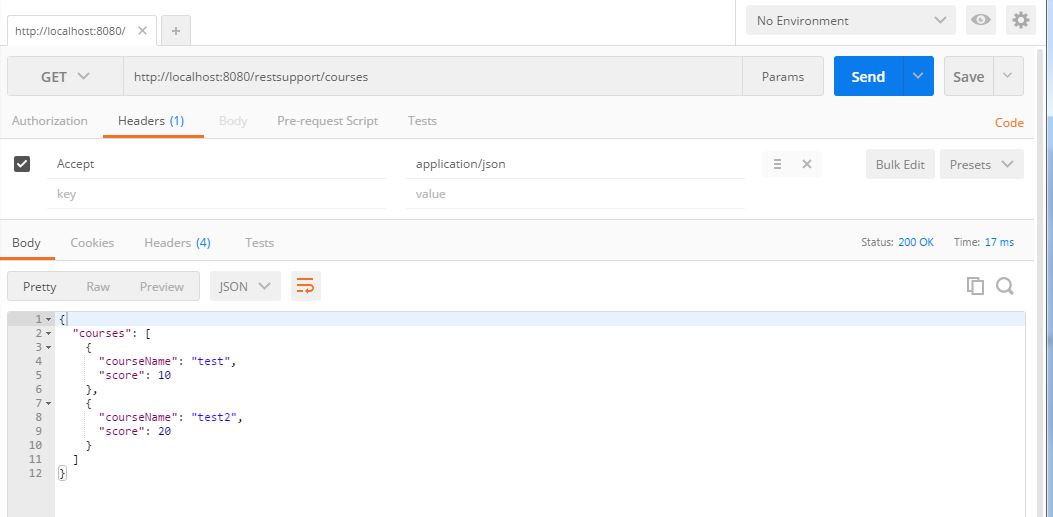 http://localhost:8080/ × + No Environment
GET http://localhost:8080/restsupport/courses Params Send Save
Authorization Headers (1) Body Pre-request Script Tests Code
Accept application/json Bulk Edit Presets
key value
Body Cookies Headers (4) Tests Status: 200 OK Time: 17 ms
Pretty Raw Preview JSON
1 {
2 "courses": [
3 {
4 "courseName": "test",
5 "score": 10
6 },
7 {
8 "courseName": "test2",
9 "score": 20
10 }
11 ]
12 }